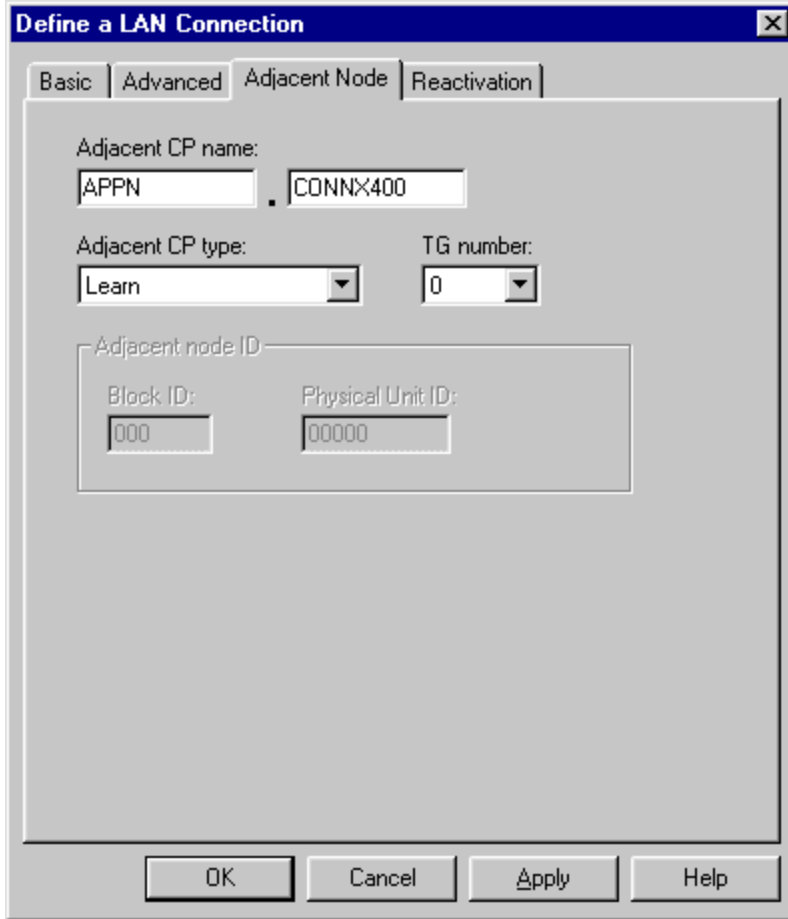 Define a LAN Connection
Basic Advanced Adjacent Node Reactivation
Adjacent CP name:
APPN . CONNX400
Adjacent CP type: TG number:
Learn 0
Adjacent node ID
Block ID: Physical Unit ID:
000 00000
OK Cancel Apply Help